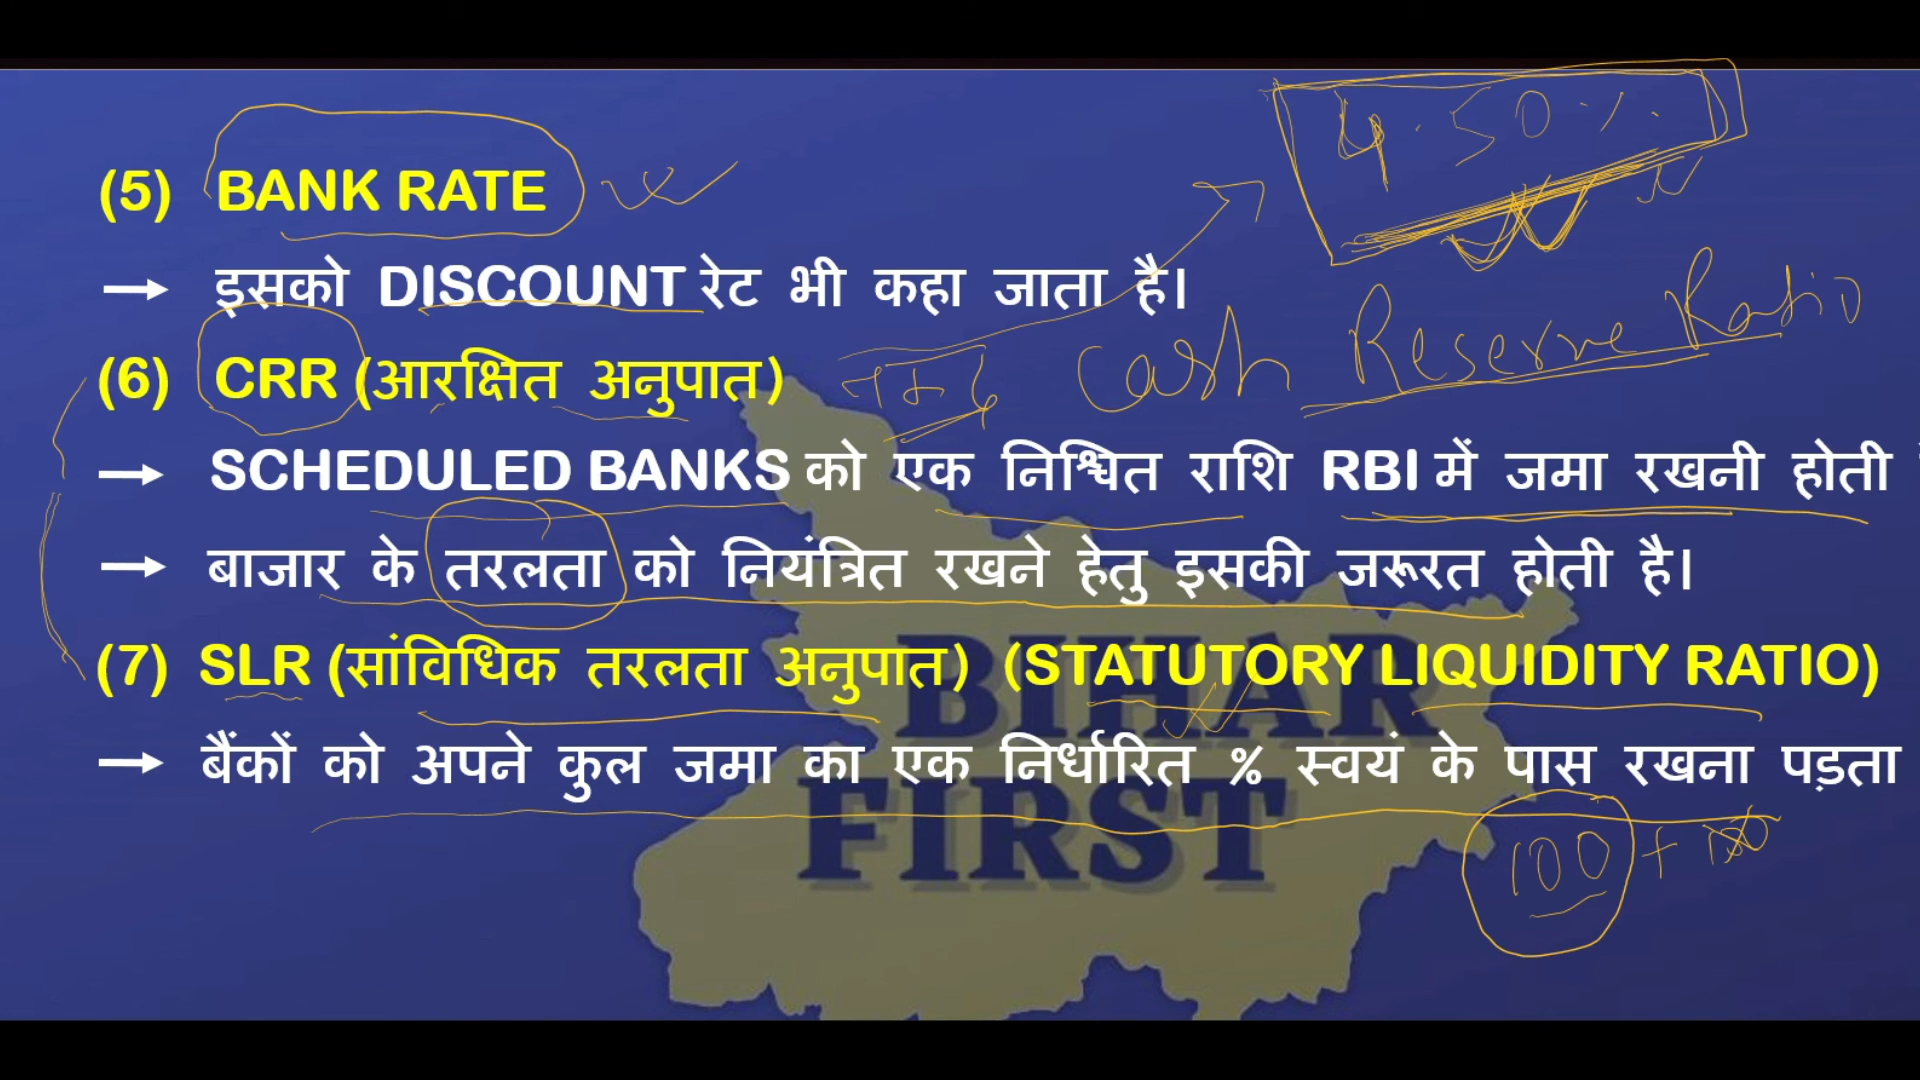 4.50%
(5) BANK RATE
→ इसको DISCOUNT रेट भी कहा जाता है।
(6) CRR (आरक्षित अनुपात) नकद Cash Reserve Ratio
→ SCHEDULED BANKS को एक निश्चित राशि RBI में जमा रखनी होती
→ बाजार के तरलता को नियंत्रित रखने हेतु इसकी जरूरत होती है।
(7) SLR (सांविधिक तरलता अनुपात) (STATUTORY LIQUIDITY RATIO)
→ बैंकों को अपने कुल जमा का एक निर्धारित % स्वयं के पास रखना पड़ता
100 + 100
BIHAR
FIRST